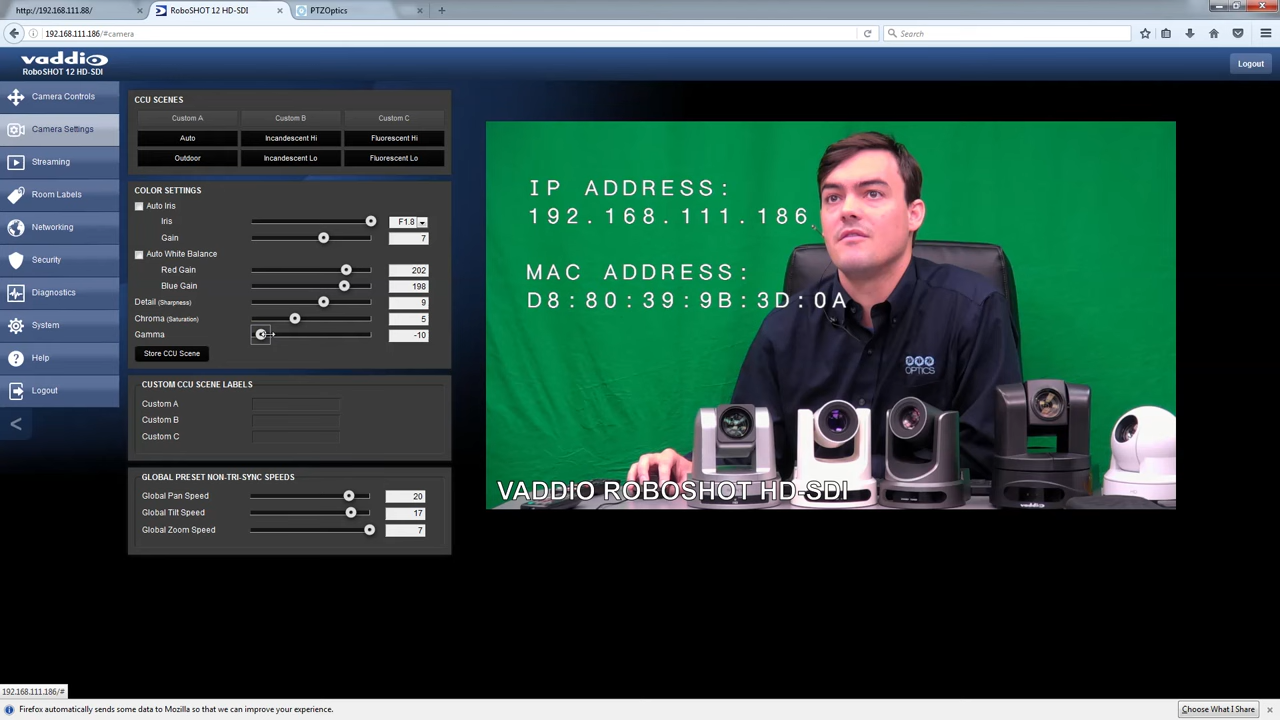 http://192.168.111.88/
RoboSHOT 12 HD-SDI
PTZOptics
192.168.111.186/#camera
Search
vaddio
RoboSHOT 12 HD-SDI
Logout
Camera Controls
Camera Settings
Streaming
Room Labels
Networking
Security
Diagnostics
System
Help
Logout
CCU SCENES
Custom A Custom B Custom C
Auto Incandescent Hi Fluorescent Hi
Outdoor Incandescent Lo Fluorescent Lo
COLOR SETTINGS
Auto Iris
Iris F1.8
Gain 7
Auto White Balance
Red Gain 202
Blue Gain 198
Detail (Sharpness) 9
Chroma (Saturation) 5
Gamma -10
Store CCU Scene
CUSTOM CCU SCENE LABELS
Custom A
Custom B
Custom C
GLOBAL PRESET NON-TRI-SYNC SPEEDS
Global Pan Speed 20
Global Tilt Speed 17
Global Zoom Speed 7
IP ADDRESS:
192.168.111.186
MAC ADDRESS:
D8:80:39:9B:3D:0A
OPTICS
VADDIO ROBOSHOT HD-SDI
192.168.111.186/#
Firefox automatically sends some data to Mozilla so that we can improve your experience.
Choose What I Share